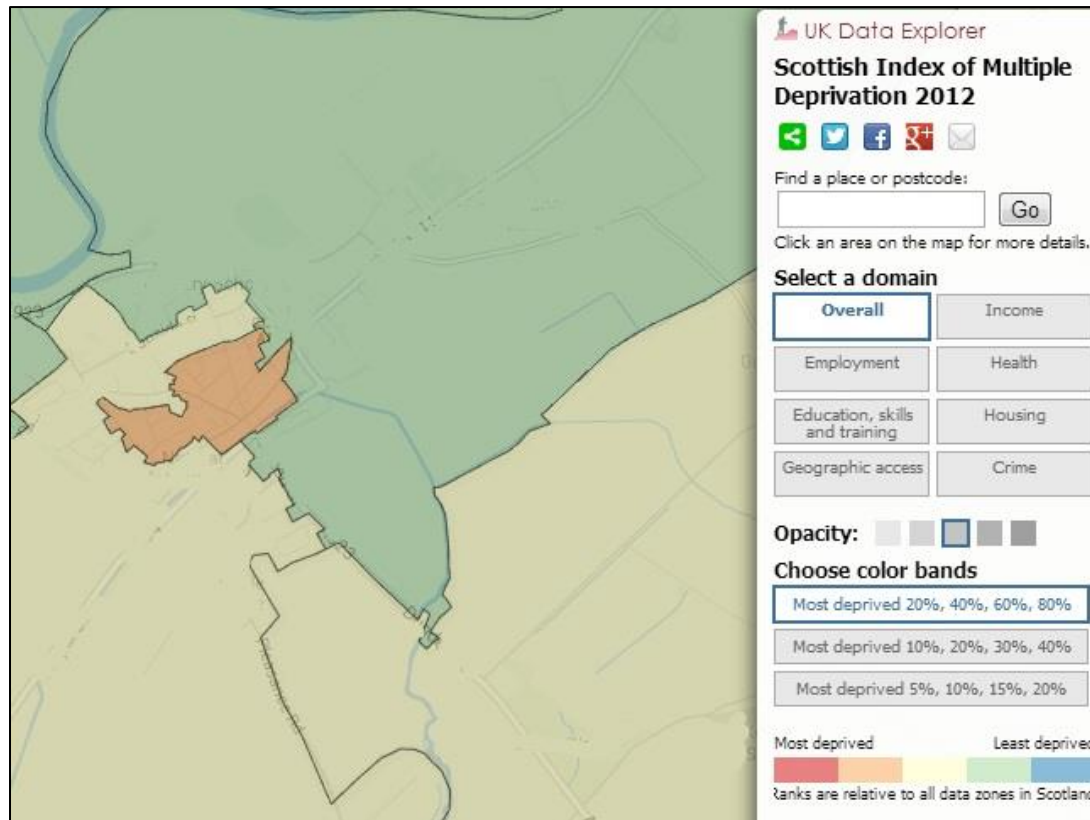 UK Data Explorer
Scottish Index of Multiple
Deprivation 2012
Find a place or postcode:
Go
Click an area on the map for more details.
Select a domain
Overall
Income
Employment
Health
Education, skills
and training
Housing
Geographic access
Crime
Opacity:
Choose color bands
Most deprived 20%, 40%, 60%, 80%
Most deprived 10%, 20%, 30%, 40%
Most deprived 5%, 10%, 15%, 20%
Most deprived
Least deprived
Ranks are relative to all data zones in Scotland